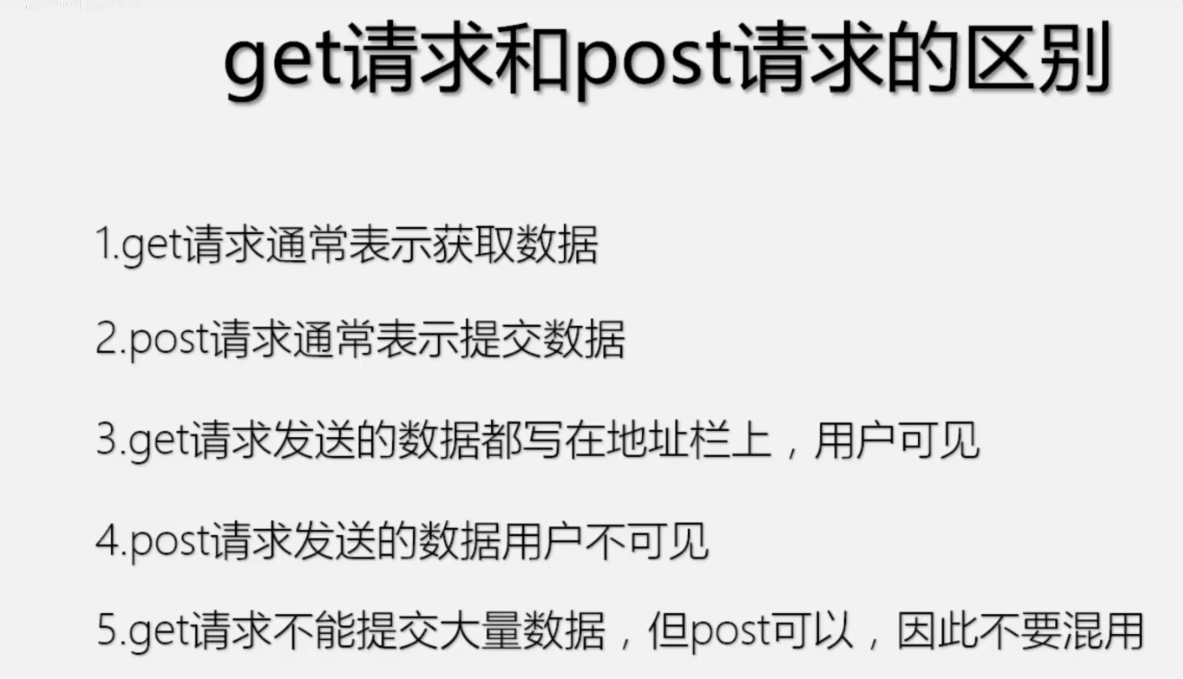 get请求和post请求的区别
1.get请求通常表示获取数据
2.post请求通常表示提交数据
3.get请求发送的数据都写在地址栏上，用户可见
4.post请求发送的数据用户不可见
5.get请求不能提交大量数据，但post可以，因此不要混用